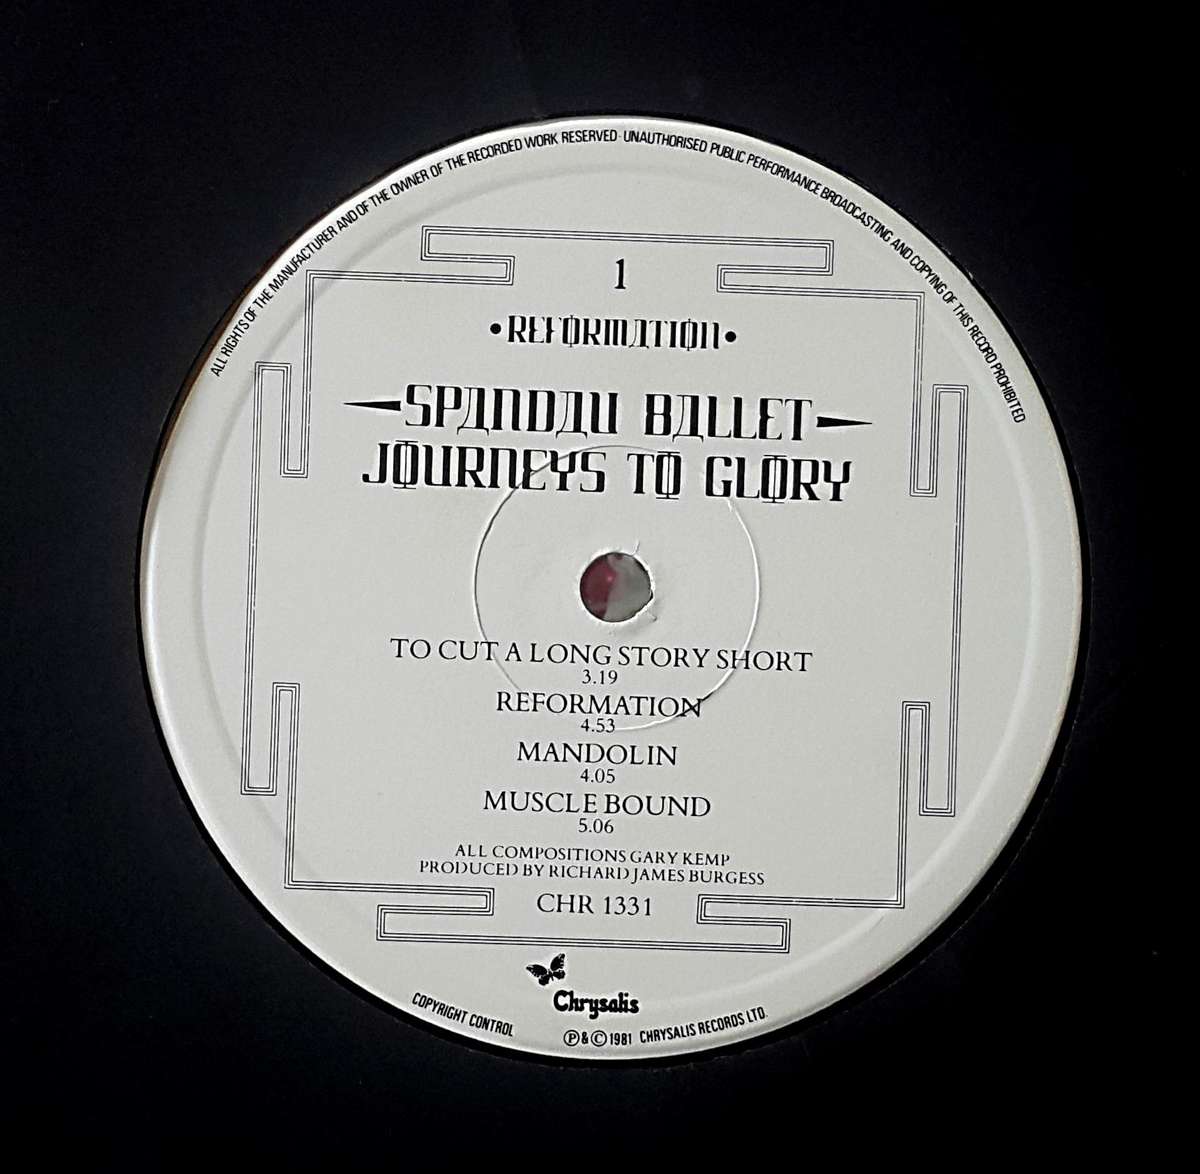 ALL RIGHTS OF THE MANUFACTURER AND OF THE OWNER OF THE RECORDED WORK RESERVED · UNAUTHORISED PUBLIC PERFORMANCE BROADCASTING AND COPYING OF THIS RECORD PROHIBITED
1
•REFORMATION•
SPANDAU BALLET
JOURNEYS TO GLORY
TO CUT A LONG STORY SHORT
3.19
REFORMATION
4.53
MANDOLIN
4.05
MUSCLE BOUND
5.06
ALL COMPOSITIONS GARY KEMP
PRODUCED BY RICHARD JAMES BURGESS
CHR 1331
Chrysalis
COPYRIGHT CONTROL
Ⓟ & © 1981 CHRYSALIS RECORDS LTD.